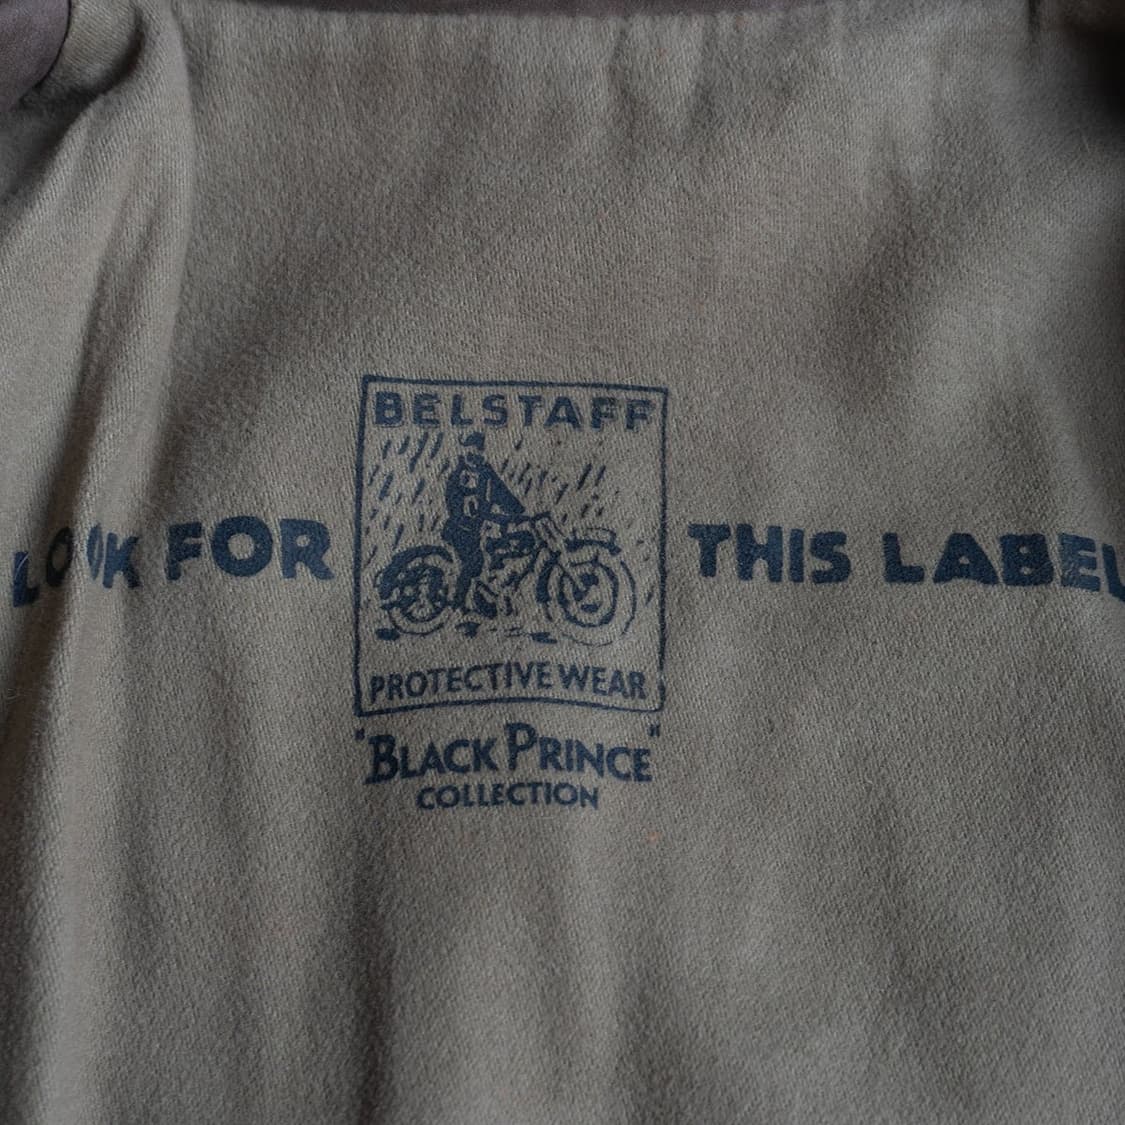 BELSTAFF
LOOK FOR THIS LABEL
PROTECTIVE WEAR
"BLACK PRINCE"
COLLECTION